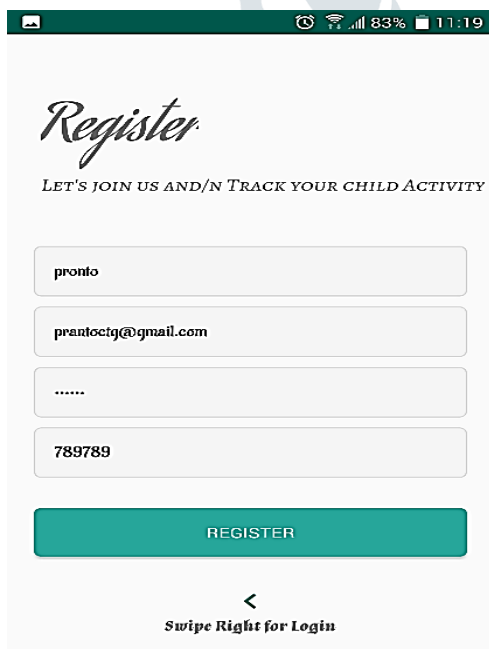 83% 11:19
Register
LET'S JOIN US AND/N TRACK YOUR CHILD ACTIVITY
pronto
prantoctg@gmail.com
......
789789
REGISTER
<
Swipe Right for Login